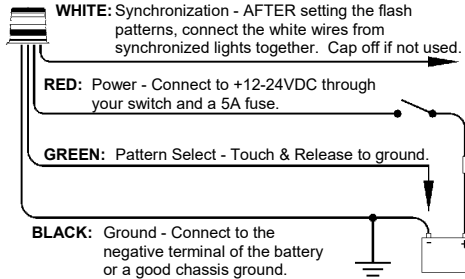 WHITE: Synchronization - AFTER setting the flash
patterns, connect the white wires from
synchronized lights together. Cap off if not used.
RED: Power - Connect to +12-24VDC through
your switch and a 5A fuse.
GREEN: Pattern Select - Touch & Release to ground.
BLACK: Ground - Connect to the
negative terminal of the battery
or a good chassis ground.
- +